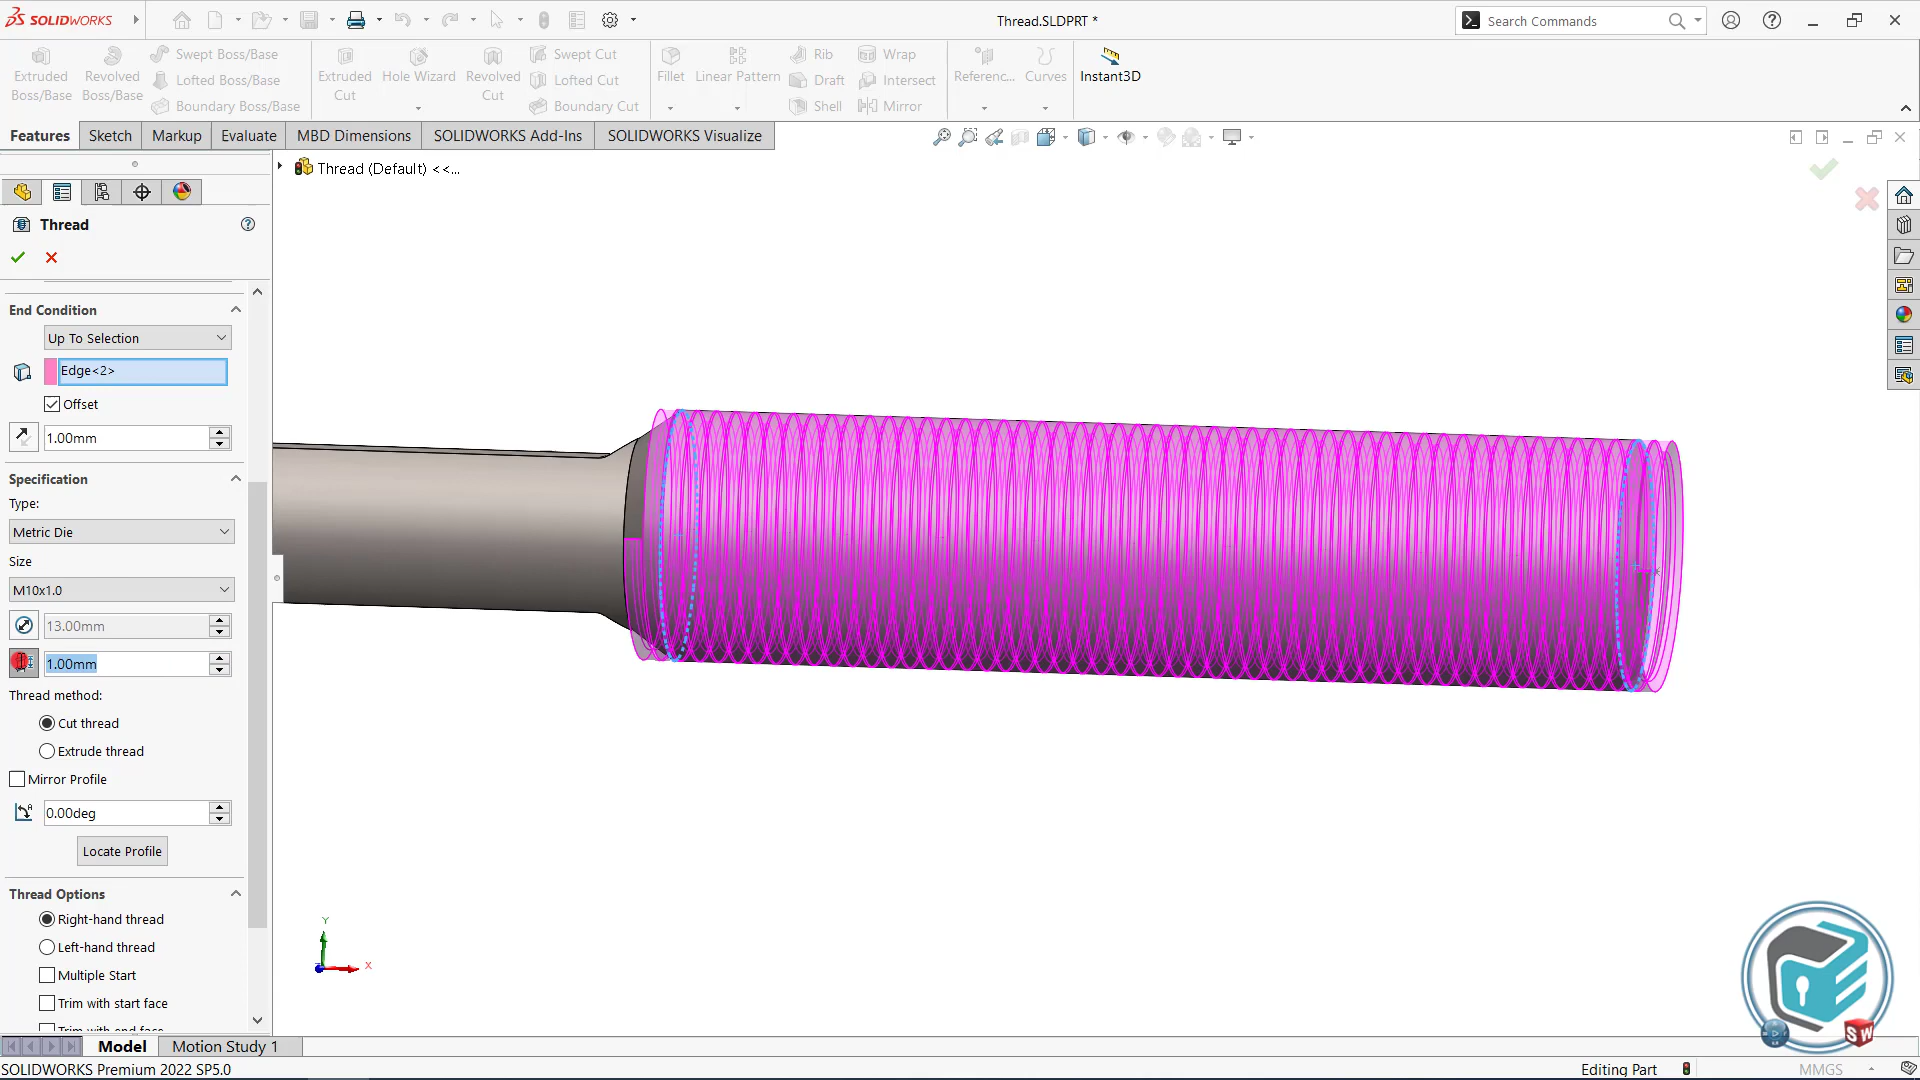 SOLIDWORKS
Thread.SLDPRT *
Search Commands
Extruded Boss/Base
Revolved Boss/Base
Swept Boss/Base
Lofted Boss/Base
Boundary Boss/Base
Extruded Cut
Hole Wizard
Revolved Cut
Swept Cut
Lofted Cut
Boundary Cut
Fillet
Linear Pattern
Rib
Draft
Shell
Wrap
Intersect
Mirror
Referenc...
Curves
Instant3D
Features
Sketch
Markup
Evaluate
MBD Dimensions
SOLIDWORKS Add-Ins
SOLIDWORKS Visualize
Thread (Default) <<...
Thread
End Condition
Up To Selection
Edge<2>
Offset
1.00mm
Specification
Type:
Metric Die
Size
M10x1.0
13.00mm
1.00mm
Thread method:
Cut thread
Extrude thread
Mirror Profile
0.00deg
Locate Profile
Thread Options
Right-hand thread
Left-hand thread
Multiple Start
Trim with start face
Trim with end face
Y
X
SW
Model
Motion Study 1
SOLIDWORKS Premium 2022 SP5.0
Editing Part
MMGS